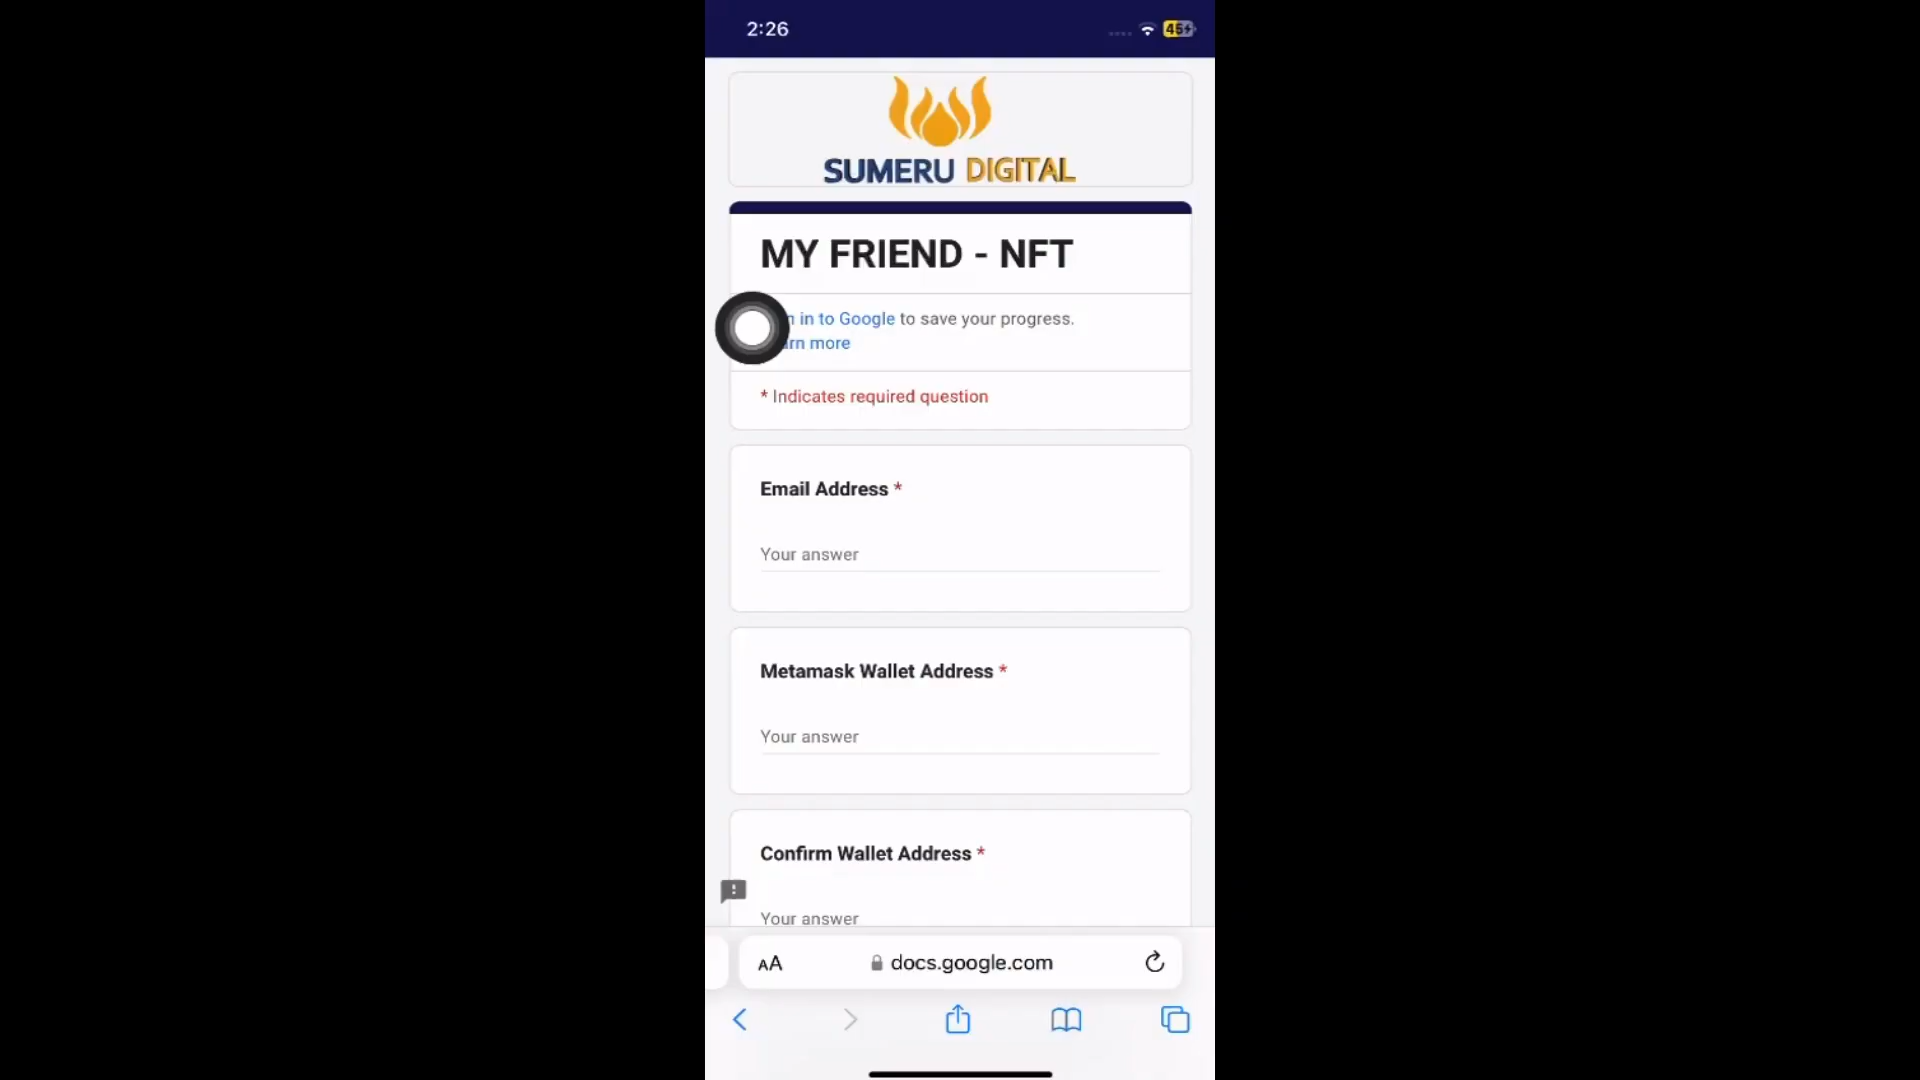 2:26
45
SUMERU DIGITAL
MY FRIEND - NFT
in to Google to save your progress.
more
* Indicates required question
Email Address *
Your answer
Metamask Wallet Address *
Your answer
Confirm Wallet Address *
Your answer
AA docs.google.com